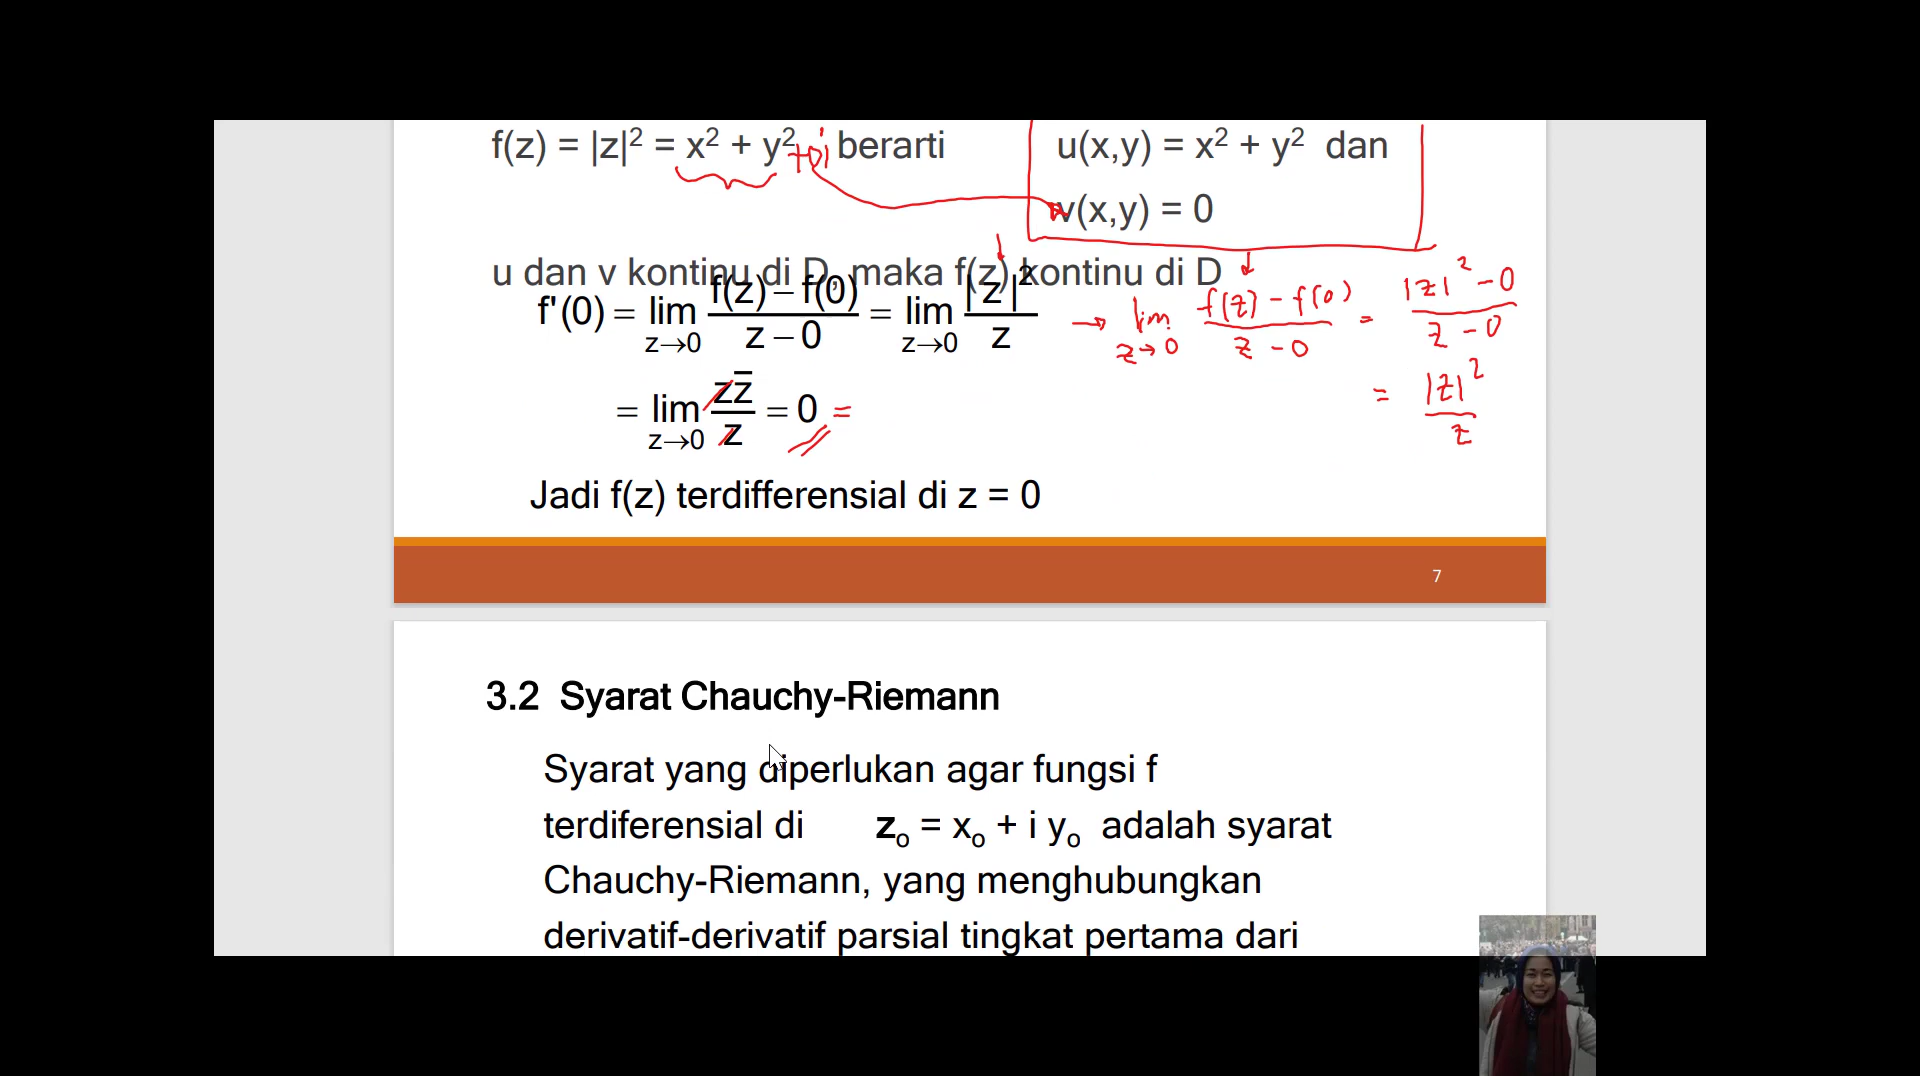 f(z) = |z|² = x² + y² +0i berarti u(x,y) = x² + y² dan
v(x,y) = 0
u dan v kontinu di D, maka f(z) kontinu di D
f'(0) = lim z→0 (f(z) − f(0))/(z − 0) = lim z→0 |z|²/z
→ lim z→0 (f(z) - f(0))/(z - 0) = (|z|² - 0)/(z - 0)
= |z|²/z
= lim z→0 zz̄/z = 0 =
Jadi f(z) terdifferensial di z = 0
7
3.2 Syarat Chauchy-Riemann
Syarat yang diperlukan agar fungsi f
terdiferensial di zₒ = xₒ + i yₒ adalah syarat
Chauchy-Riemann, yang menghubungkan
derivatif-derivatif parsial tingkat pertama dari